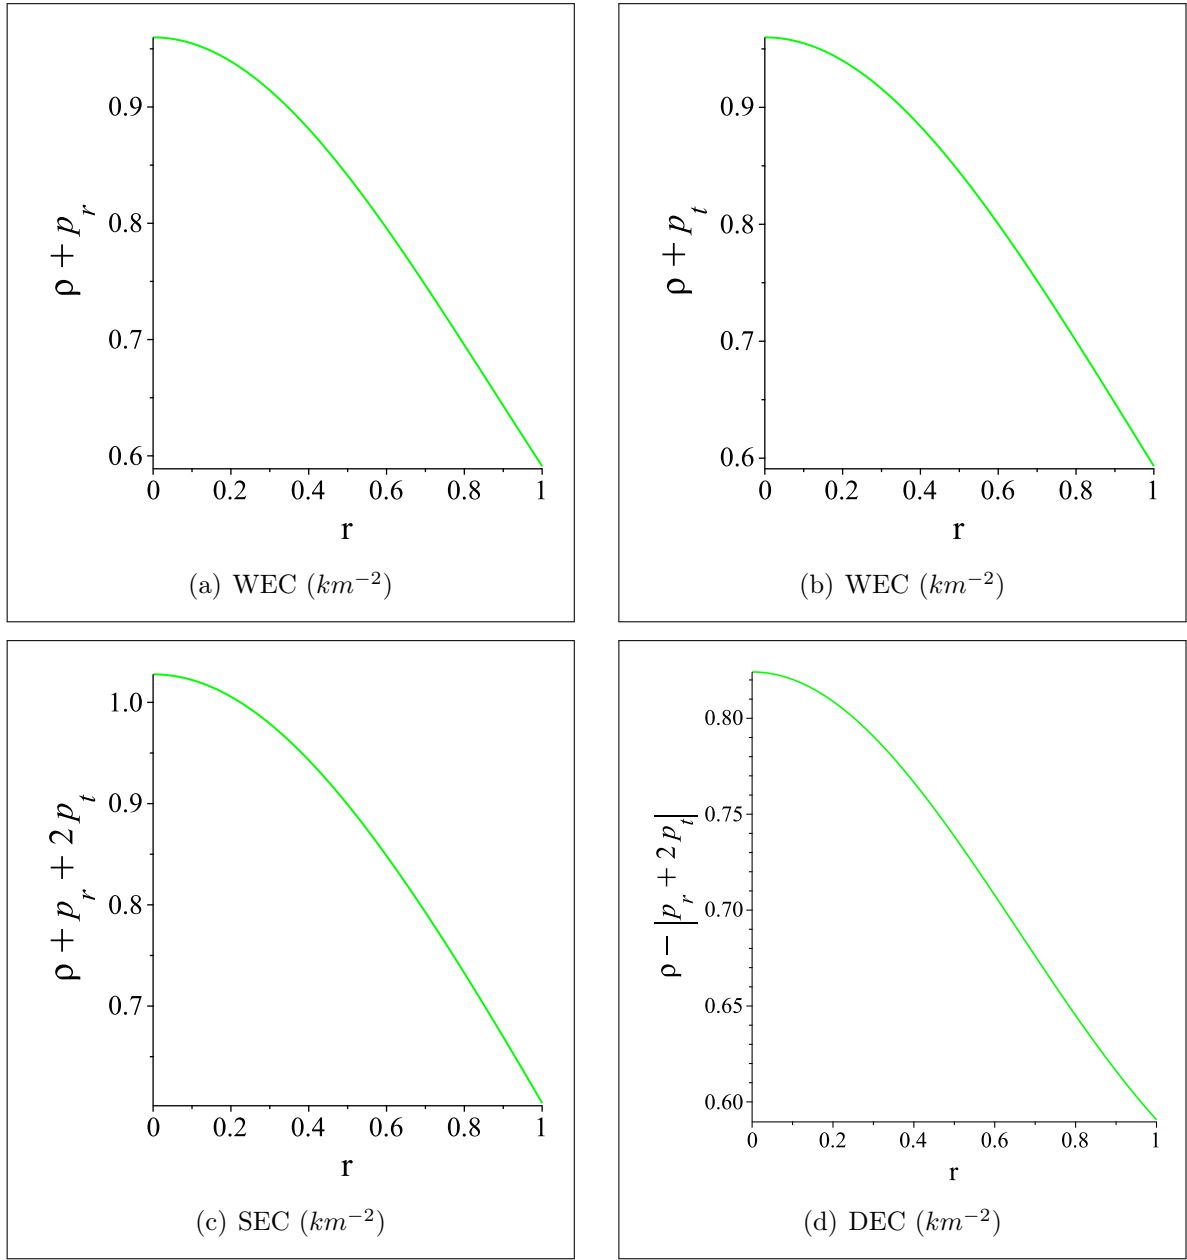 0.9
0.8
0.7
0.6
ρ + p_r
0 0.2 0.4 0.6 0.8 1
r
(a) WEC (km⁻²)
0.9
0.8
0.7
0.6
ρ + p_t
0 0.2 0.4 0.6 0.8 1
r
(b) WEC (km⁻²)
1.0
0.9
0.8
0.7
ρ + p_r + 2 p_t
0 0.2 0.4 0.6 0.8 1
r
(c) SEC (km⁻²)
0.80
0.75
0.70
0.65
0.60
ρ − |p_r + 2 p_t|
0 0.2 0.4 0.6 0.8 1
r
(d) DEC (km⁻²)